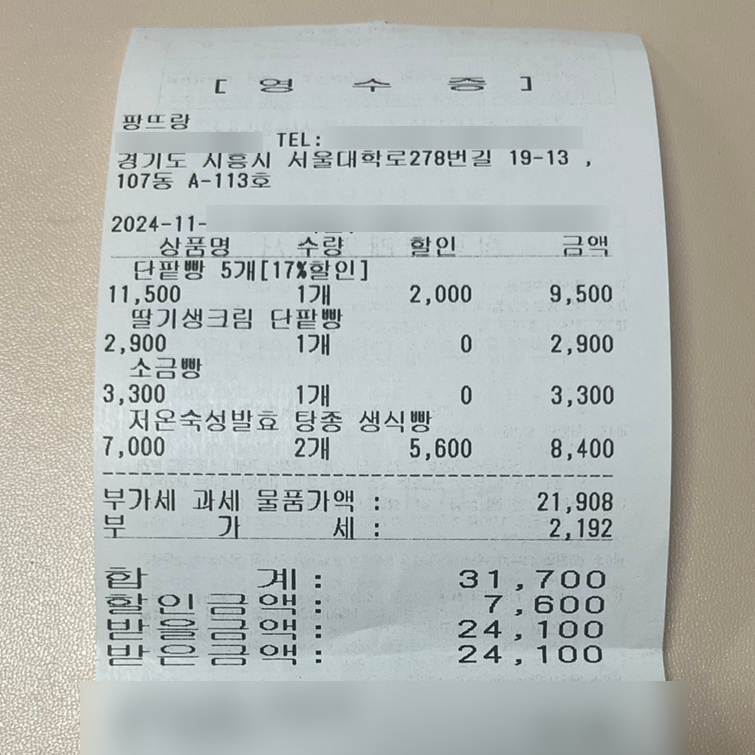 [ 영 수 증 ]
팡뜨랑
TEL:
경기도 시흥시 서울대학로278번길 19-13 ,
107동 A-113호
2024-11-
상품명 수량 할인 금액
단팥빵 5개[17%할인]
11,500 1개 2,000 9,500
딸기생크림 단팥빵
2,900 1개 0 2,900
소금빵
3,300 1개 0 3,300
저온숙성발효 탕종 생식빵
7,000 2개 5,600 8,400
부가세 과세 물품가액 : 21,908
부 가 세 : 2,192
합 계 : 31,700
할인금액 : 7,600
받을금액 : 24,100
받은금액 : 24,100